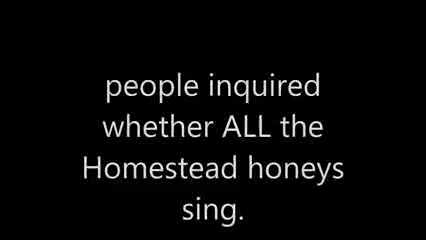 people inquired
whether ALL the
Homestead honeys
sing.